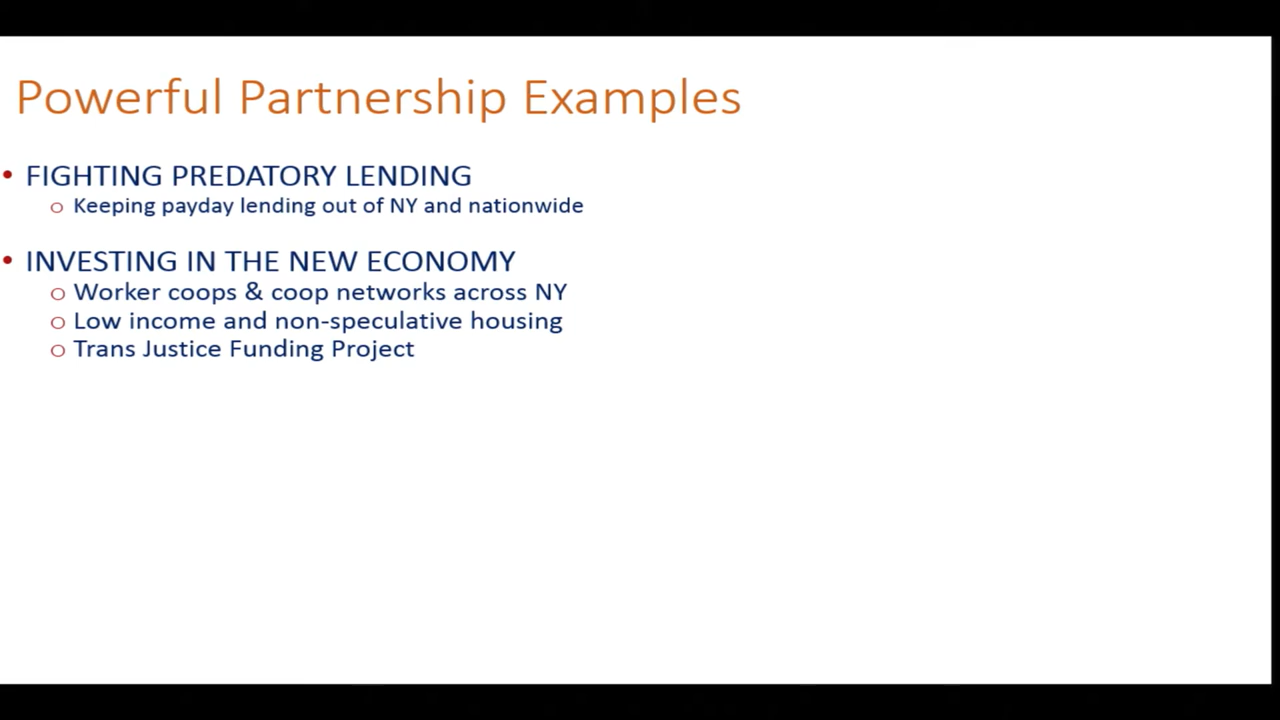 Powerful Partnership Examples
• FIGHTING PREDATORY LENDING
o Keeping payday lending out of NY and nationwide
• INVESTING IN THE NEW ECONOMY
o Worker coops & coop networks across NY
o Low income and non-speculative housing
o Trans Justice Funding Project